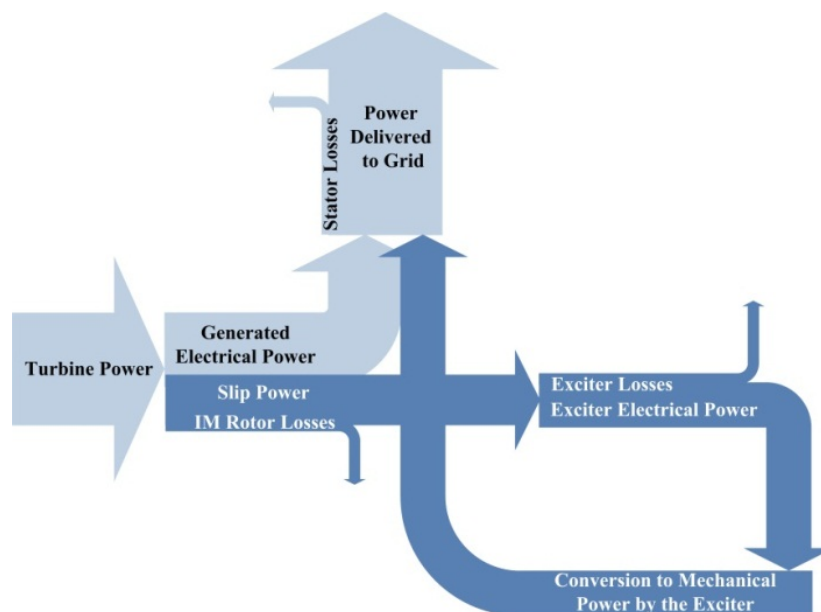 Power
Delivered
to Grid
Stator Losses
Generated
Electrical Power
Turbine Power
Slip Power
IM Rotor Losses
Exciter Losses
Exciter Electrical Power
Conversion to Mechanical
Power by the Exciter